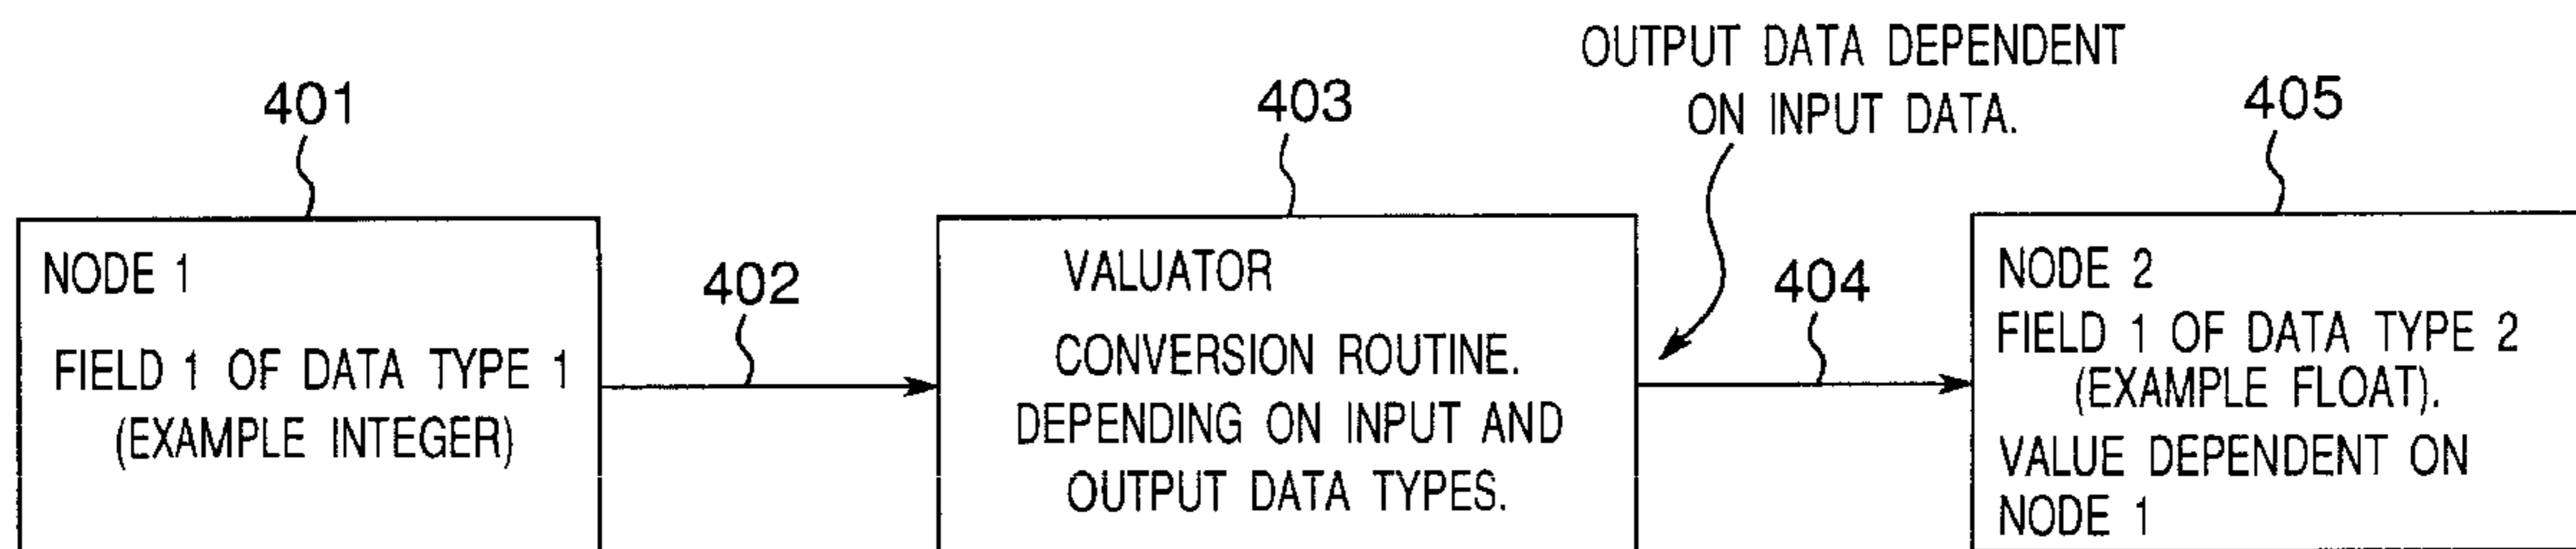 OUTPUT DATA DEPENDENT
ON INPUT DATA.
401
403
405
NODE 1
FIELD 1 OF DATA TYPE 1
(EXAMPLE INTEGER)
402
VALUATOR
CONVERSION ROUTINE.
DEPENDING ON INPUT AND
OUTPUT DATA TYPES.
404
NODE 2
FIELD 1 OF DATA TYPE 2
(EXAMPLE FLOAT).
VALUE DEPENDENT ON
NODE 1